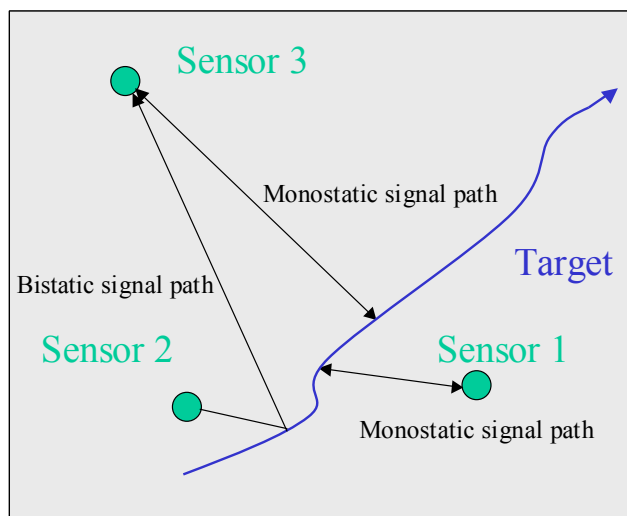 Sensor 3
Monostatic signal path
Target
Bistatic signal path
Sensor 2
Sensor 1
Monostatic signal path